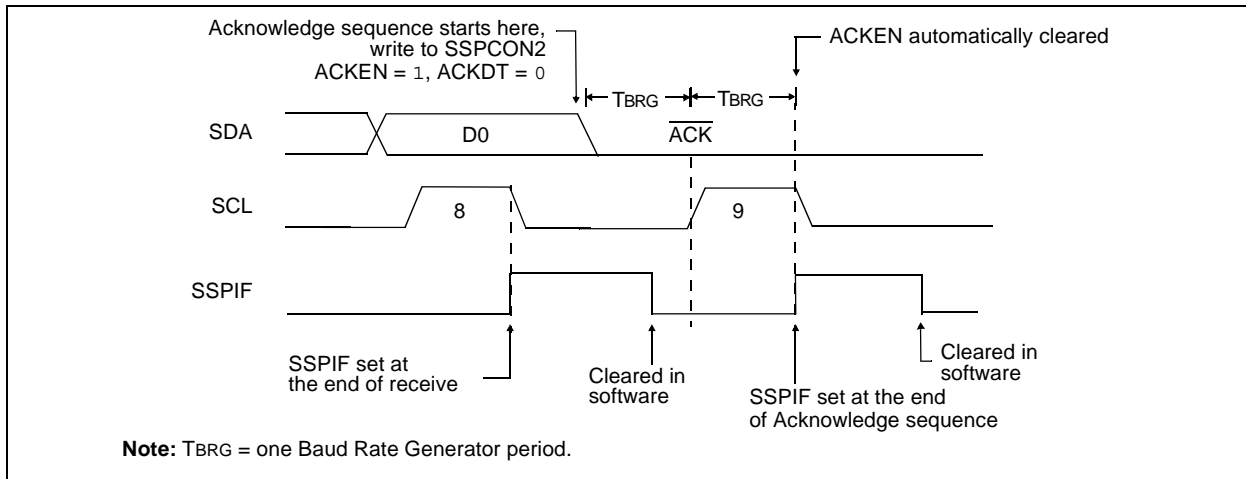 Acknowledge sequence starts here,
write to SSPCON2
ACKEN = 1, ACKDT = 0
ACKEN automatically cleared
TBRG
TBRG
SDA
D0
ACK
SCL
8
9
SSPIF
SSPIF set at
the end of receive
Cleared in
software
SSPIF set at the end
of Acknowledge sequence
Cleared in
software
Note: TBRG = one Baud Rate Generator period.